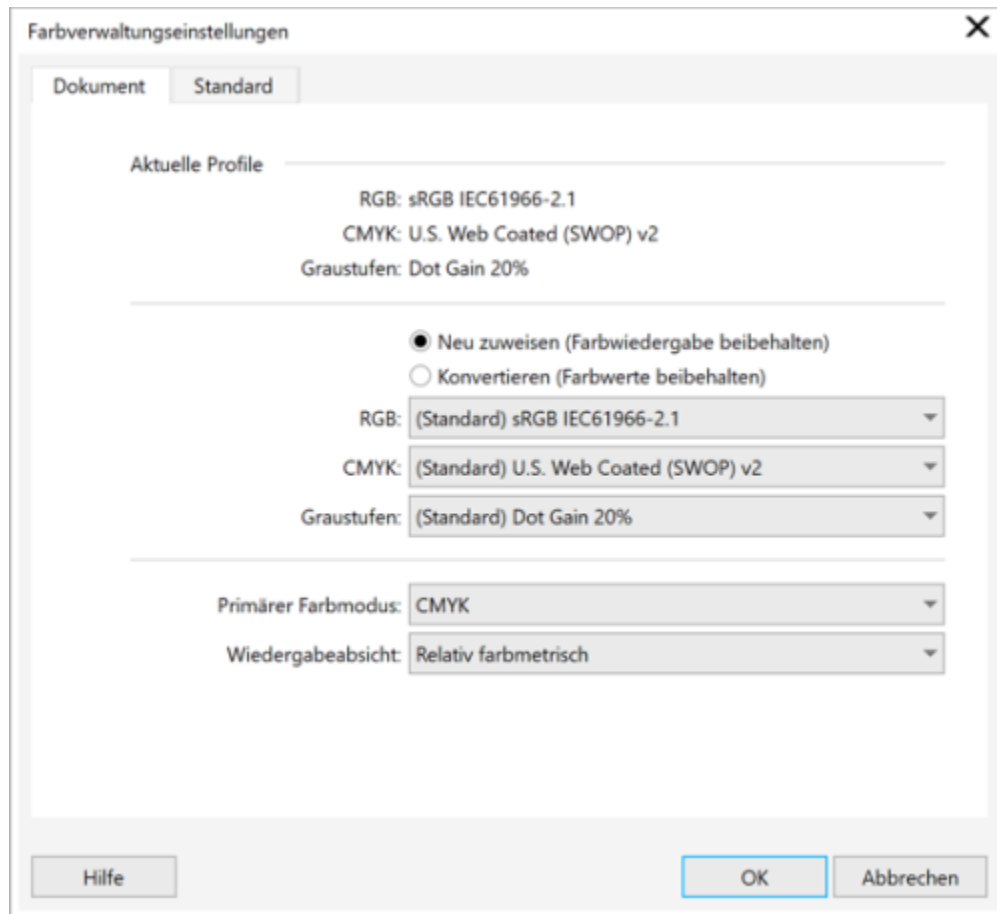 Farbverwaltungseinstellungen
Dokument Standard
Aktuelle Profile
RGB: sRGB IEC61966-2.1
CMYK: U.S. Web Coated (SWOP) v2
Graustufen: Dot Gain 20%
Neu zuweisen (Farbwiedergabe beibehalten)
Konvertieren (Farbwerte beibehalten)
RGB: (Standard) sRGB IEC61966-2.1
CMYK: (Standard) U.S. Web Coated (SWOP) v2
Graustufen: (Standard) Dot Gain 20%
Primärer Farbmodus: CMYK
Wiedergabeabsicht: Relativ farbmetrisch
Hilfe OK Abbrechen